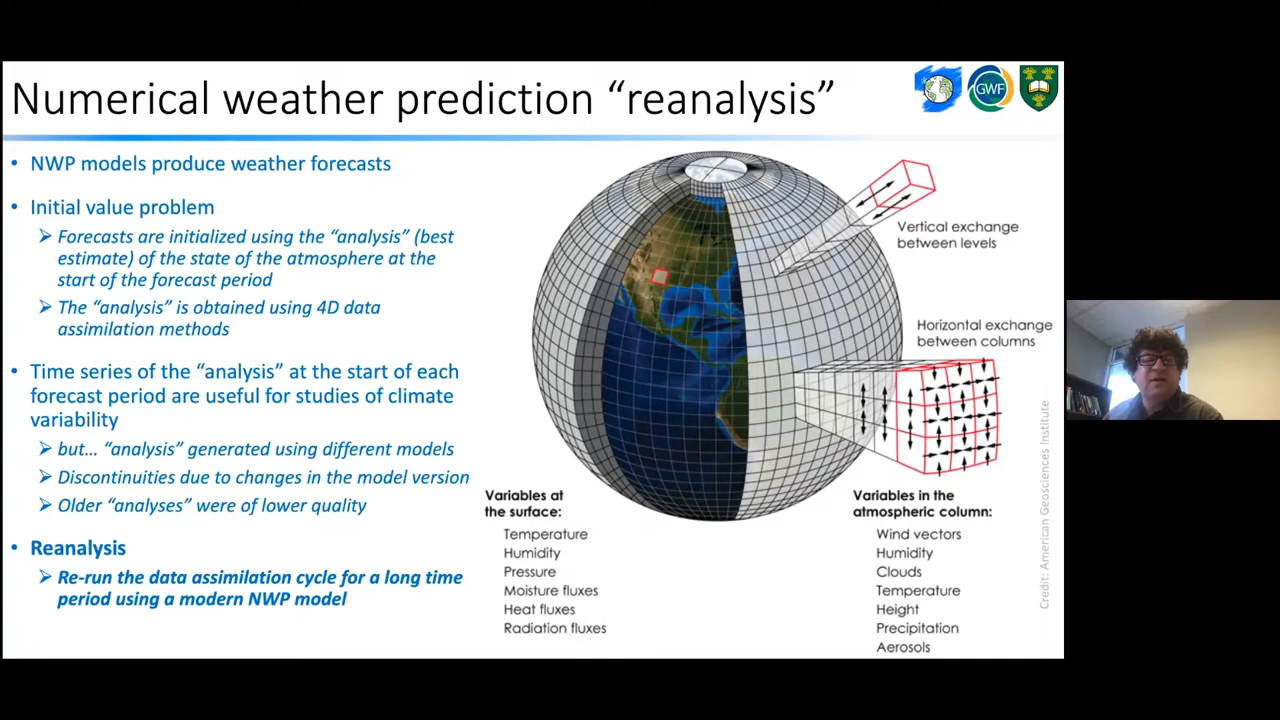 Numerical weather prediction “reanalysis”
GWF
• NWP models produce weather forecasts
• Initial value problem
➢ Forecasts are initialized using the “analysis” (best
estimate) of the state of the atmosphere at the
start of the forecast period
➢ The “analysis” is obtained using 4D data
assimilation methods
• Time series of the “analysis” at the start of each
forecast period are useful for studies of climate
variability
➢ but… “analysis” generated using different models
➢ Discontinuities due to changes in the model version
➢ Older “analyses” were of lower quality
• Reanalysis
➢ Re-run the data assimilation cycle for a long time
period using a modern NWP model
Vertical exchange
between levels
Horizontal exchange
between columns
Variables at
the surface:
Temperature
Humidity
Pressure
Moisture fluxes
Heat fluxes
Radiation fluxes
Variables in the
atmospheric column:
Wind vectors
Humidity
Clouds
Temperature
Height
Precipitation
Aerosols
Credit: American Geosciences Institute